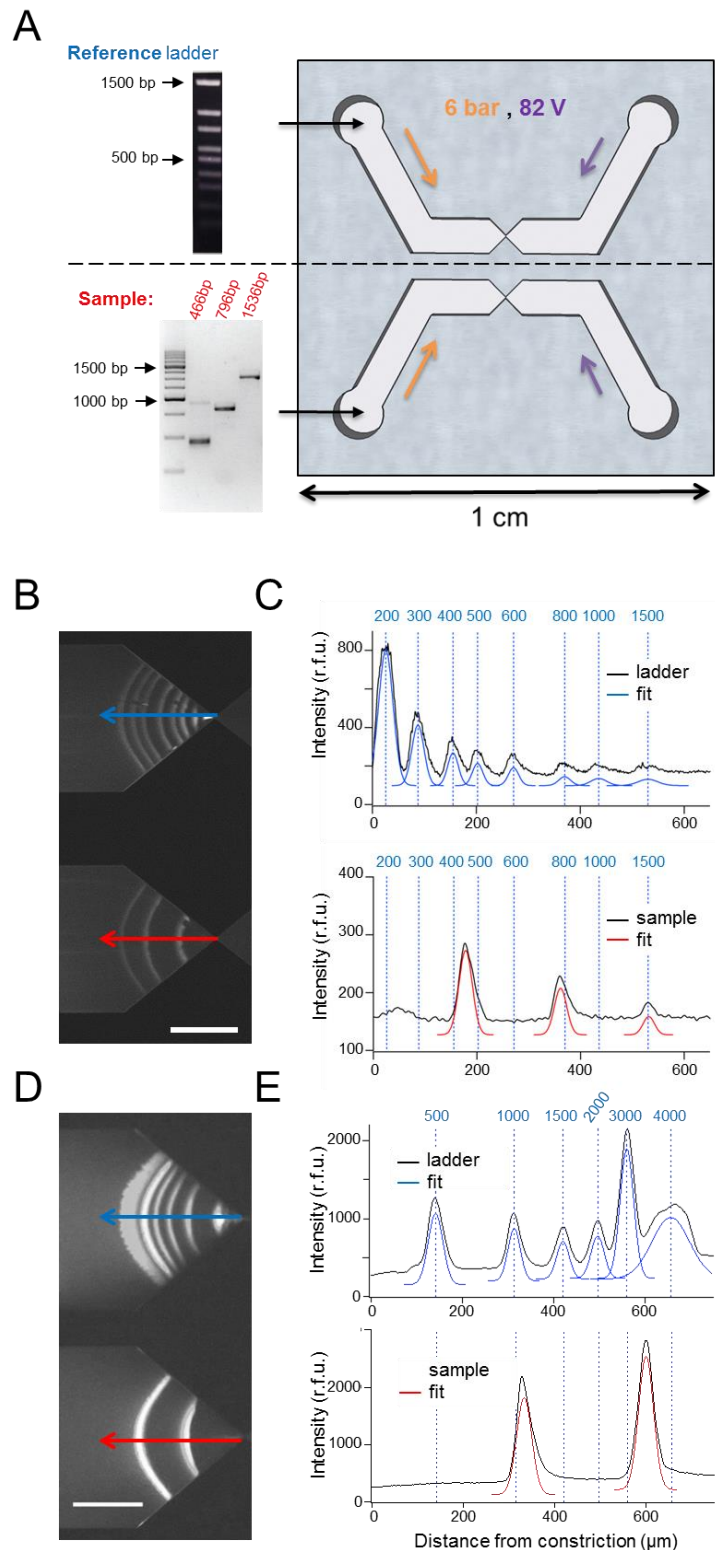 A
Reference ladder
1500 bp
500 bp
6 bar , 82 V
Sample:
466bp
796bp
1536bp
1500 bp
1000 bp
1 cm
B
C
200 300 400 500 600 800 1000 1500
800
400
0
Intensity (r.f.u.)
ladder
fit
0 200 400 600
200 300 400 500 600 800 1000 1500
400
300
200
100
Intensity (r.f.u.)
sample
fit
0 200 400 600
D
E
500 1000 1500 2000 3000 4000
2000
1000
0
Intensity (r.f.u.)
ladder
fit
0 200 400 600
2000
1000
0
Intensity (r.f.u.)
sample
fit
0 200 400 600
Distance from constriction (µm)